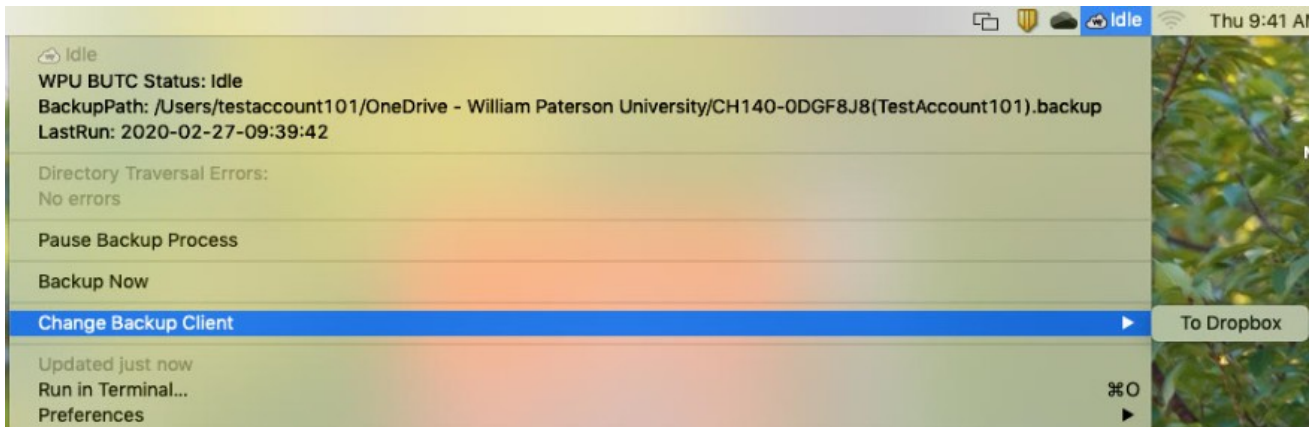 Idle
Thu 9:41 AM
Idle
WPU BUTC Status: Idle
BackupPath: /Users/testaccount101/OneDrive - William Paterson University/CH140-0DGF8J8(TestAccount101).backup
LastRun: 2020-02-27-09:39:42
Directory Traversal Errors:
No errors
Pause Backup Process
Backup Now
Change Backup Client
To Dropbox
Updated just now
Run in Terminal... ⌘O
Preferences